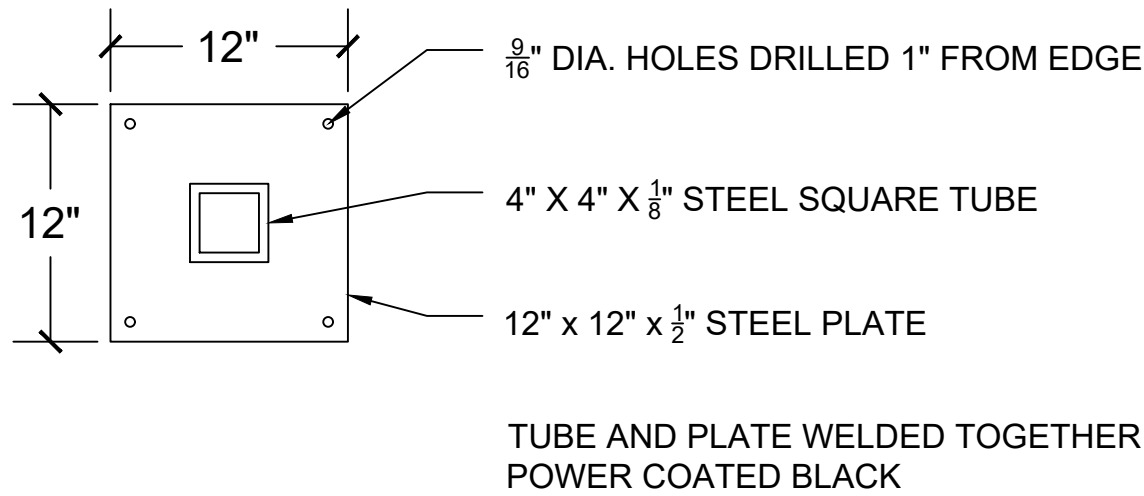 12"
9/16" DIA. HOLES DRILLED 1" FROM EDGE
4" X 4" X 1/8" STEEL SQUARE TUBE
12"
12" x 12" x 1/2" STEEL PLATE
TUBE AND PLATE WELDED TOGETHER
POWER COATED BLACK